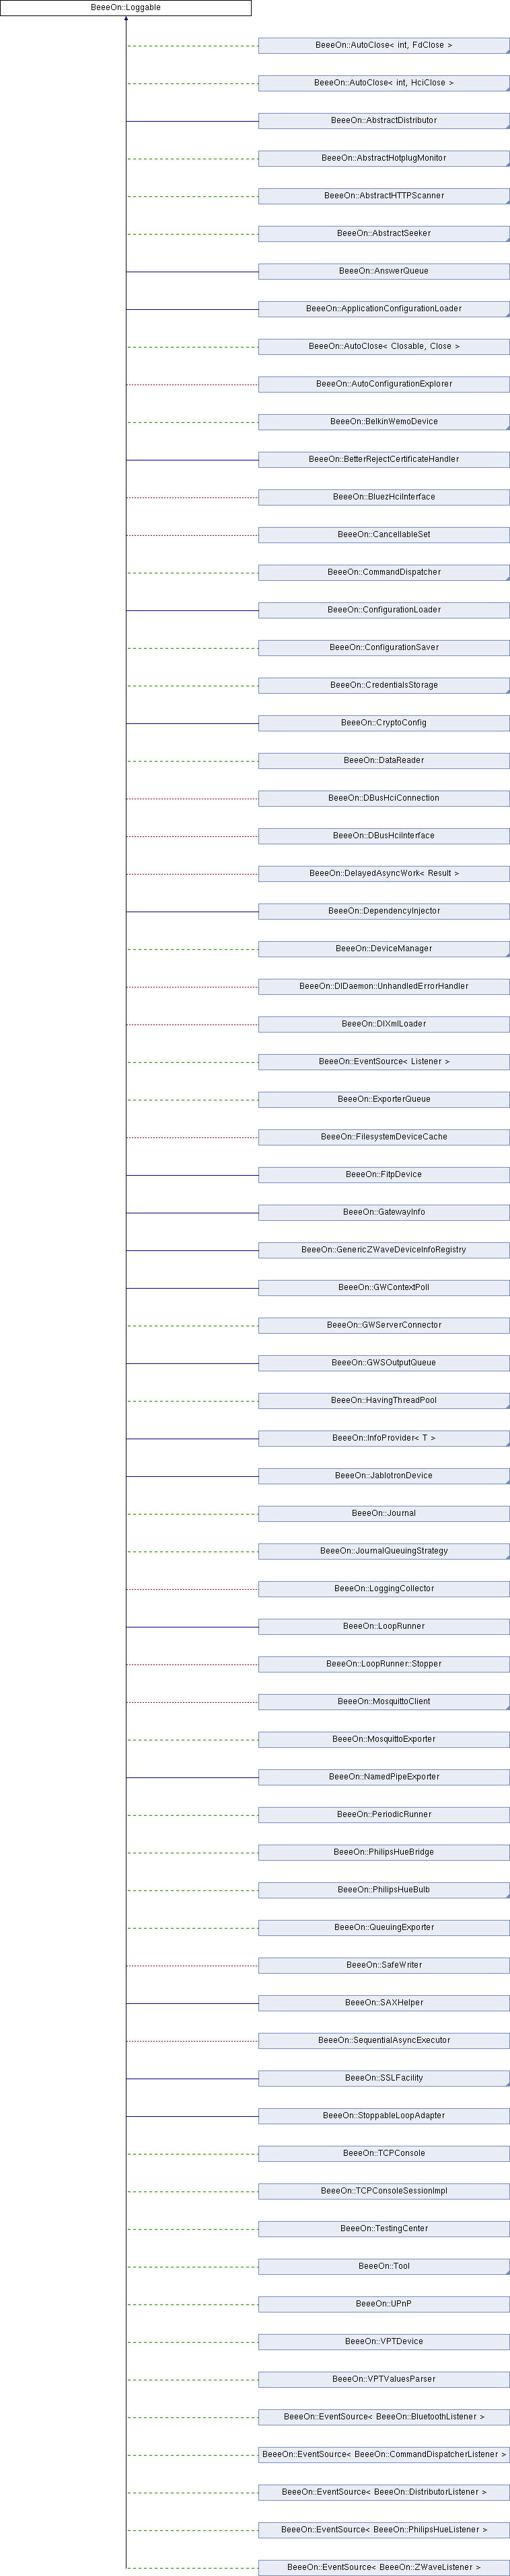 BeeeOn::Loggable
BeeeOn::AutoClose< int, FdClose >
BeeeOn::AutoClose< int, HciClose >
BeeeOn::AbstractDistributor
BeeeOn::AbstractHotplugMonitor
BeeeOn::AbstractHTTPScanner
BeeeOn::AbstractSeeker
BeeeOn::AnswerQueue
BeeeOn::ApplicationConfigurationLoader
BeeeOn::AutoClose< Closable, Close >
BeeeOn::AutoConfigurationExplorer
BeeeOn::BelkinWemoDevice
BeeeOn::BetterRejectCertificateHandler
BeeeOn::BluezHciInterface
BeeeOn::CancellableSet
BeeeOn::CommandDispatcher
BeeeOn::ConfigurationLoader
BeeeOn::ConfigurationSaver
BeeeOn::CredentialsStorage
BeeeOn::CryptoConfig
BeeeOn::DataReader
BeeeOn::DBusHciConnection
BeeeOn::DBusHciInterface
BeeeOn::DelayedAsyncWork< Result >
BeeeOn::DependencyInjector
BeeeOn::DeviceManager
BeeeOn::DIDaemon::UnhandledErrorHandler
BeeeOn::DIXmlLoader
BeeeOn::EventSource< Listener >
BeeeOn::ExporterQueue
BeeeOn::FilesystemDeviceCache
BeeeOn::FitpDevice
BeeeOn::GatewayInfo
BeeeOn::GenericZWaveDeviceInfoRegistry
BeeeOn::GWContextPoll
BeeeOn::GWServerConnector
BeeeOn::GWSOutputQueue
BeeeOn::HavingThreadPool
BeeeOn::InfoProvider< T >
BeeeOn::JablotronDevice
BeeeOn::Journal
BeeeOn::JournalQueuingStrategy
BeeeOn::LoggingCollector
BeeeOn::LoopRunner
BeeeOn::LoopRunner::Stopper
BeeeOn::MosquittoClient
BeeeOn::MosquittoExporter
BeeeOn::NamedPipeExporter
BeeeOn::PeriodicRunner
BeeeOn::PhilipsHueBridge
BeeeOn::PhilipsHueBulb
BeeeOn::QueuingExporter
BeeeOn::SafeWriter
BeeeOn::SAXHelper
BeeeOn::SequentialAsyncExecutor
BeeeOn::SSLFacility
BeeeOn::StoppableLoopAdapter
BeeeOn::TCPConsole
BeeeOn::TCPConsoleSessionImpl
BeeeOn::TestingCenter
BeeeOn::Tool
BeeeOn::UPnP
BeeeOn::VPTDevice
BeeeOn::VPTValuesParser
BeeeOn::EventSource< BeeeOn::BluetoothListener >
BeeeOn::EventSource< BeeeOn::CommandDispatcherListener >
BeeeOn::EventSource< BeeeOn::DistributorListener >
BeeeOn::EventSource< BeeeOn::PhilipsHueListener >
BeeeOn::EventSource< BeeeOn::ZWaveListener >